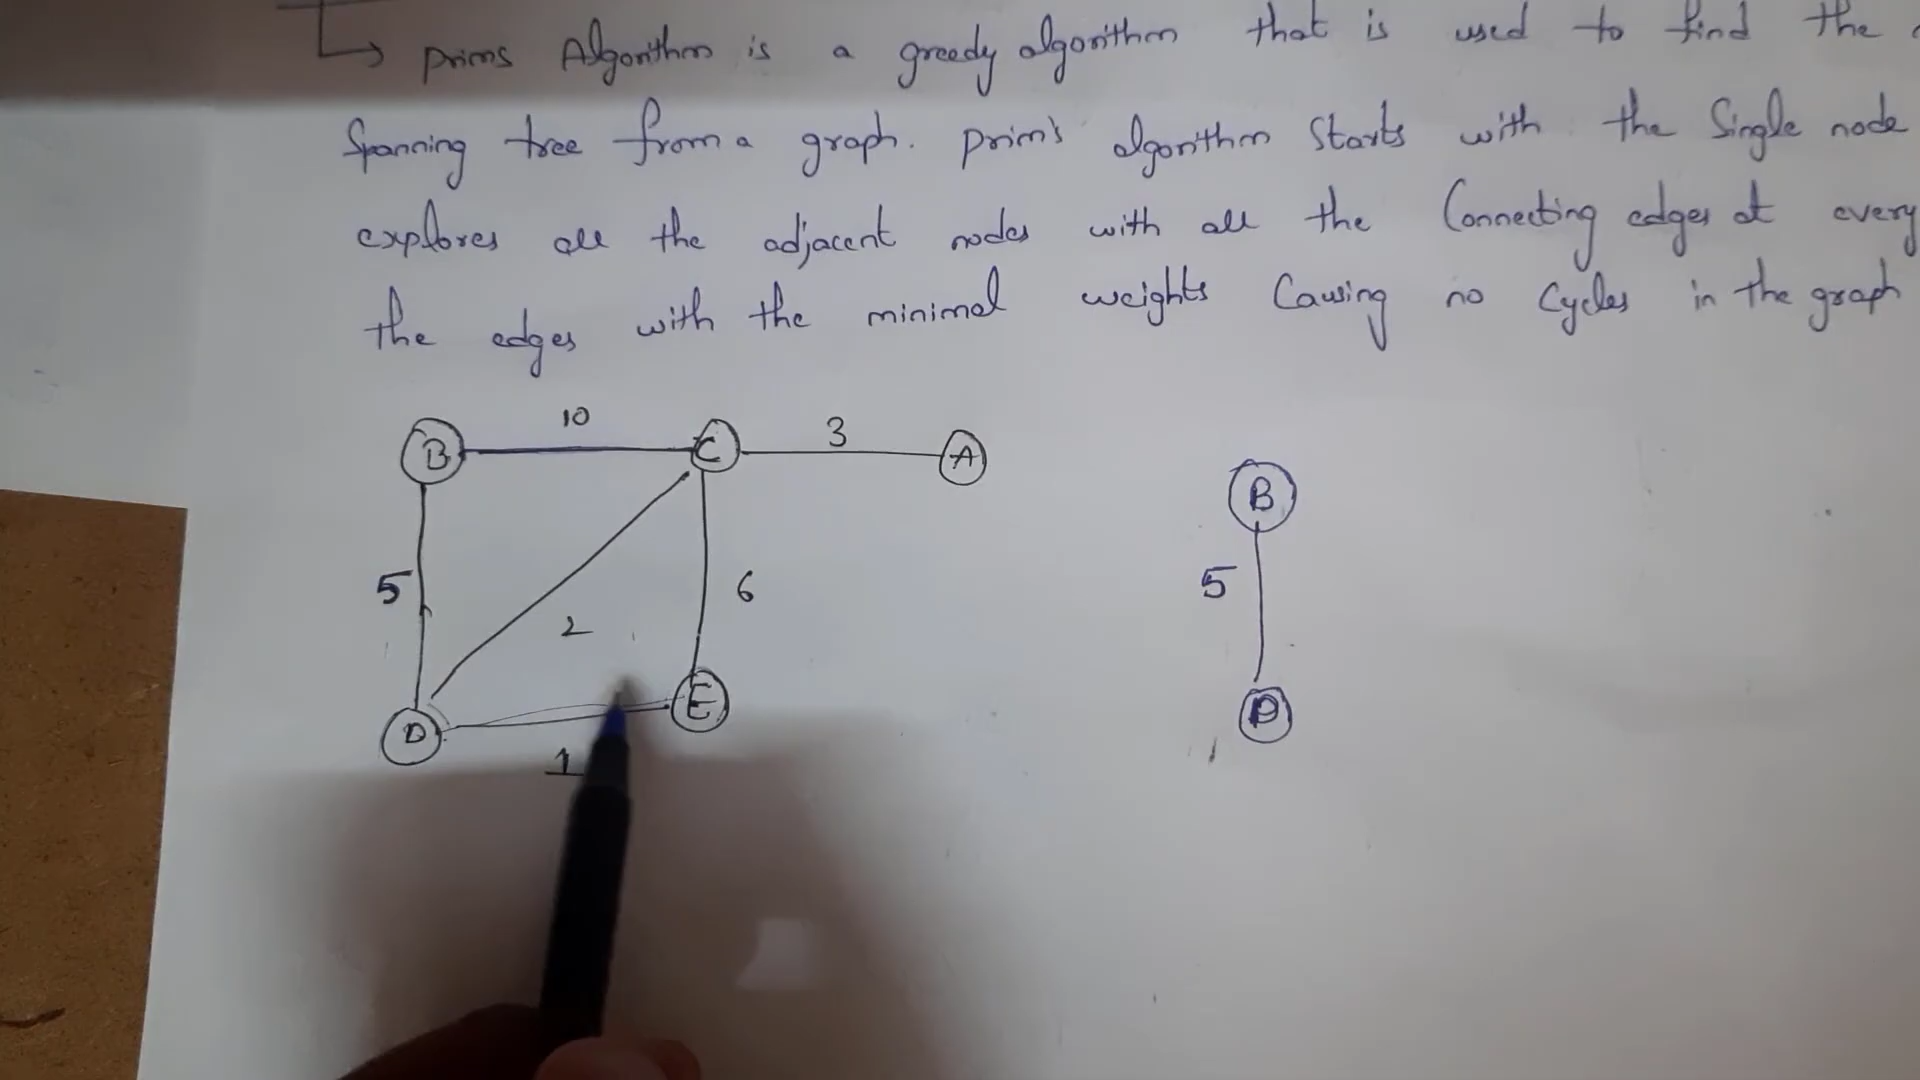 prims Algorithm is a greedy algorithm that is used to find the
Spanning tree from a graph. prim's algorithm Starts with the Single node
explores all the adjacent nodes with all the Connecting edges at every
the edges with the minimal weights Causing no Cycles in the graph
B 10 C 3 A
B
5 2 6
5
D 1 E
D